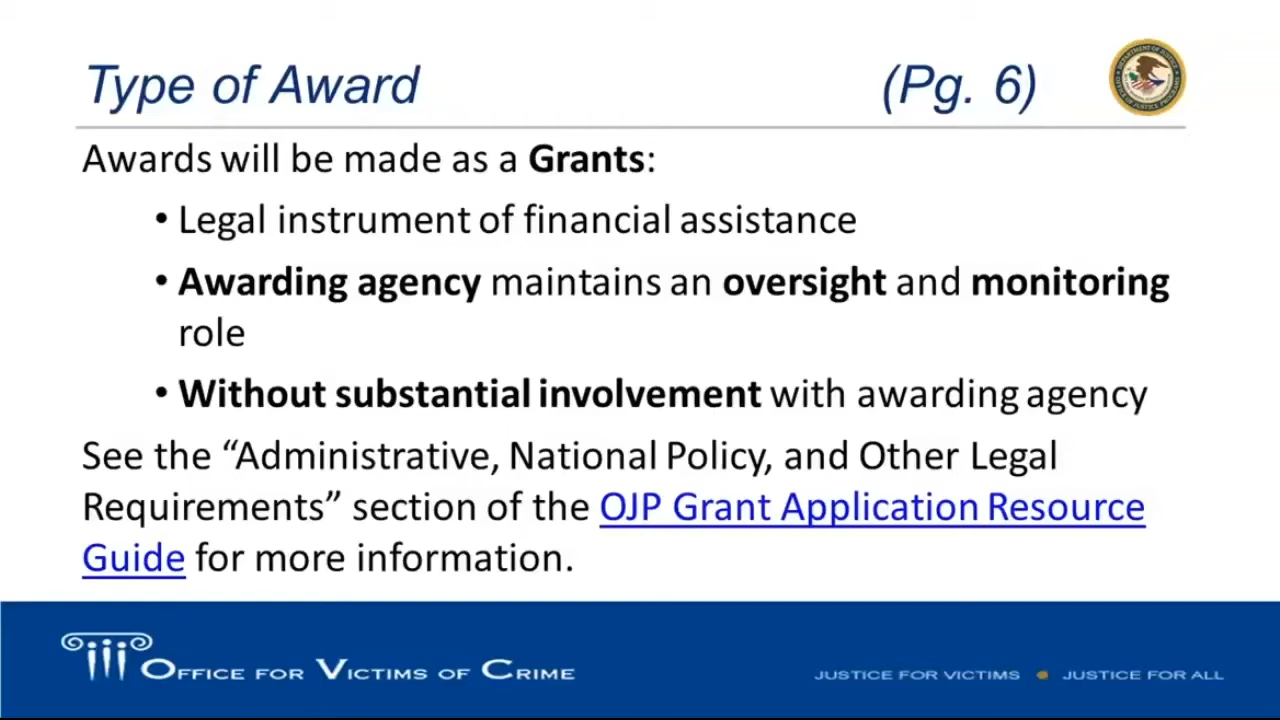 Type of Award (Pg. 6)
Awards will be made as a Grants:
• Legal instrument of financial assistance
• Awarding agency maintains an oversight and monitoring
role
• Without substantial involvement with awarding agency
See the “Administrative, National Policy, and Other Legal
Requirements” section of the OJP Grant Application Resource
Guide for more information.
OFFICE FOR VICTIMS OF CRIME
JUSTICE FOR VICTIMS • JUSTICE FOR ALL